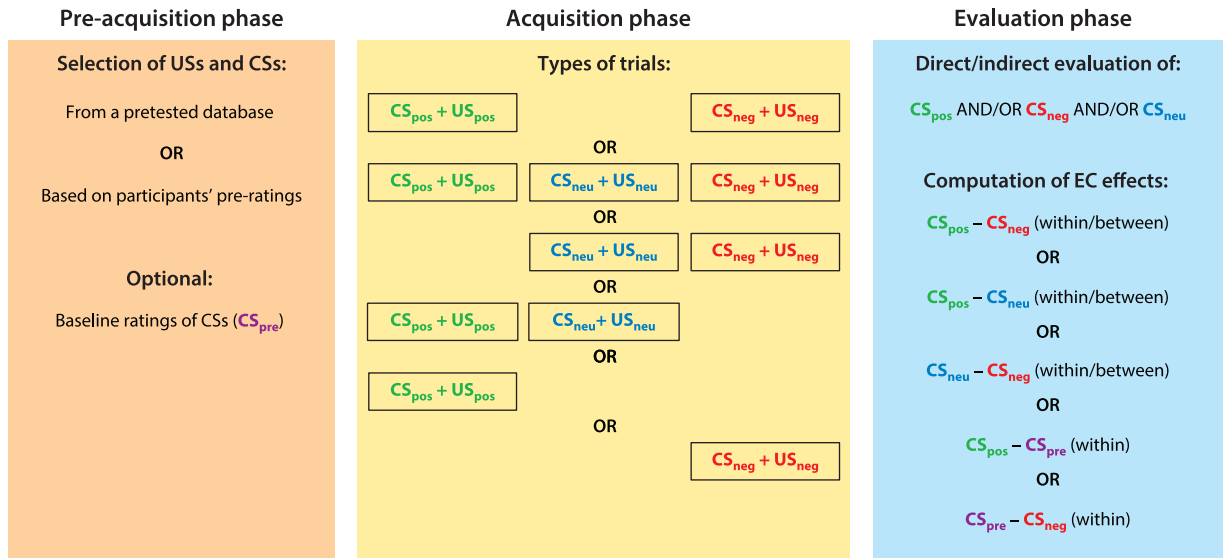 Pre-acquisition phase
Selection of USs and CSs:
From a pretested database
OR
Based on participants’ pre-ratings
Optional:
Baseline ratings of CSs (CSpre)
Acquisition phase
Types of trials:
CSpos + USpos
CSneg + USneg
OR
CSpos + USpos
CSneu + USneu
CSneg + USneg
OR
CSneu + USneu
CSneg + USneg
OR
CSpos + USpos
CSneu + USneu
OR
CSpos + USpos
OR
CSneg + USneg
Evaluation phase
Direct/indirect evaluation of:
CSpos AND/OR CSneg AND/OR CSneu
Computation of EC effects:
CSpos – CSneg (within/between)
OR
CSpos – CSneu (within/between)
OR
CSneu – CSneg (within/between)
OR
CSpos – CSpre (within)
OR
CSpre – CSneg (within)